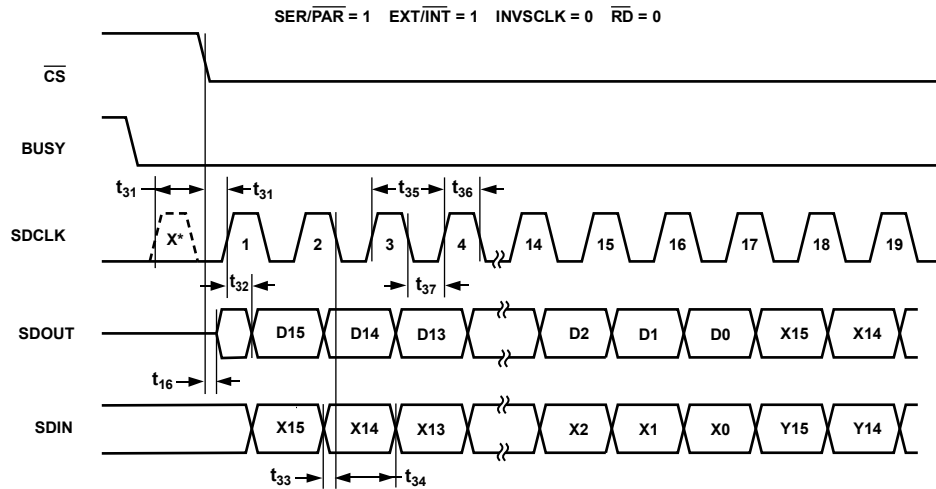 SER/PAR = 1 EXT/INT = 1 INVSCLK = 0 RD = 0
CS
BUSY
t31 t31 t35 t36
SDCLK X* 1 2 3 4 14 15 16 17 18 19
t32 t37
SDOUT D15 D14 D13 D2 D1 D0 X15 X14
t16
SDIN X15 X14 X13 X2 X1 X0 Y15 Y14
t33 t34